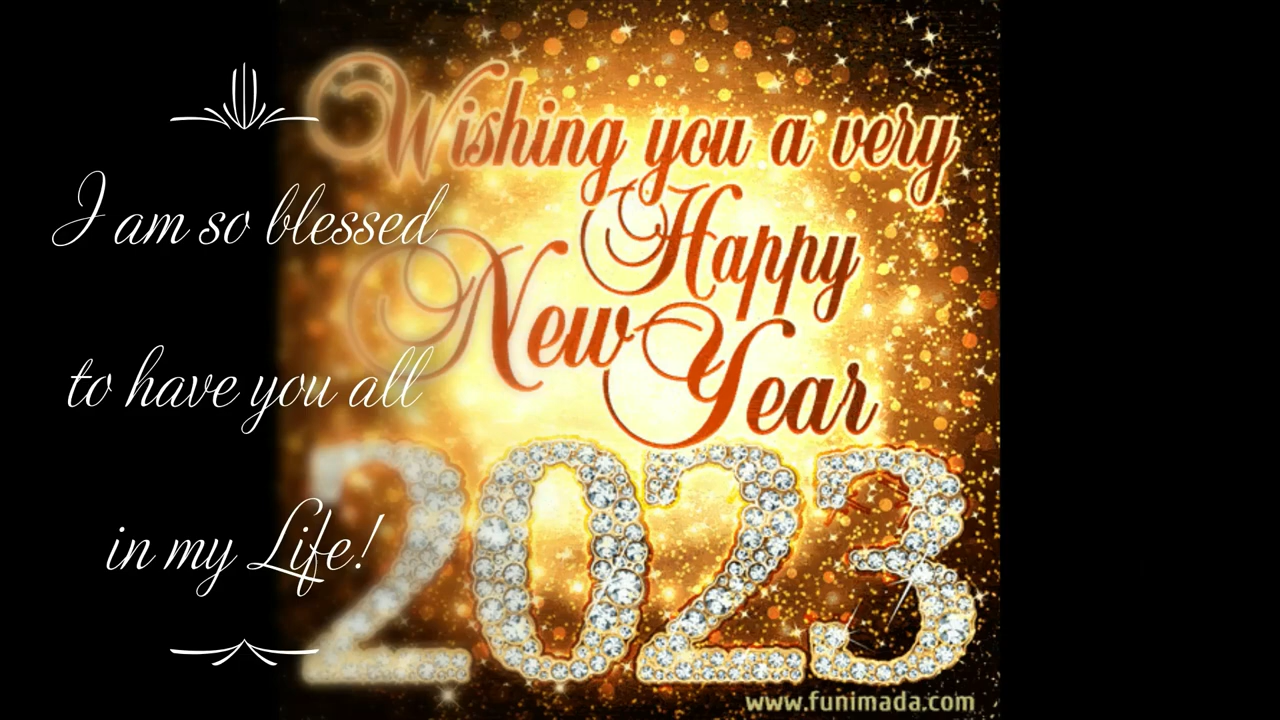 I am so blessed
to have you all
in my Life!
Wishing you a very
Happy
New Year
2023
www.funimada.com